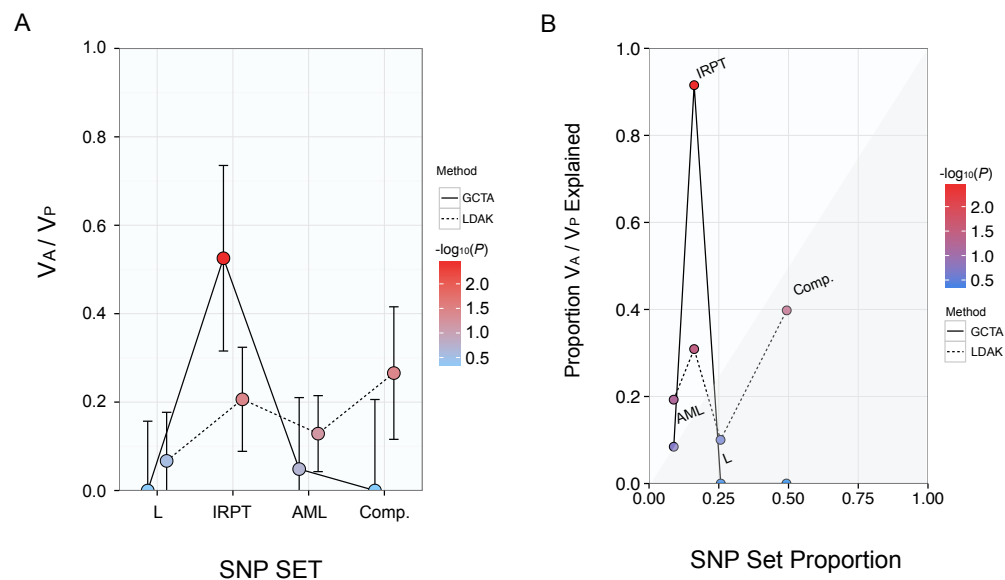 A
1.0
0.8
0.6
0.4
0.2
0.0
VA / VP
L IRPT AML Comp.
SNP SET
Method
GCTA
LDAK
-log10(P)
2.0
1.5
1.0
0.5
B
1.0
0.8
0.6
0.4
0.2
0.0
Proportion VA / VP Explained
IRPT
Comp.
AML
L
0.00 0.25 0.50 0.75 1.00
SNP Set Proportion
-log10(P)
2.0
1.5
1.0
0.5
Method
GCTA
LDAK